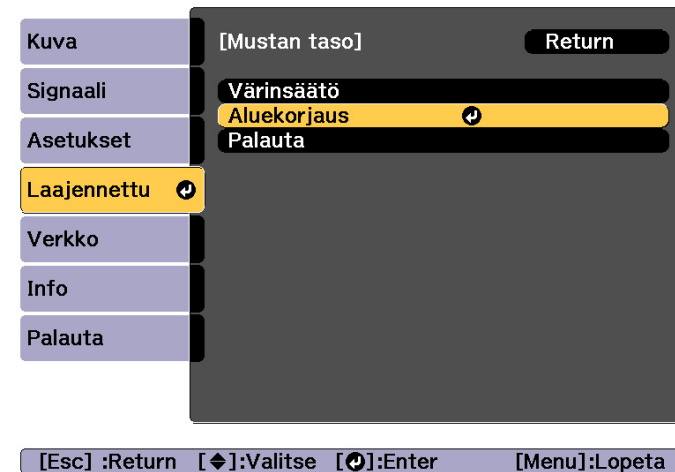 Kuva
Signaali
Asetukset
Laajennettu
Verkko
Info
Palauta
[Mustan taso] Return
Värinsäätö
Aluekorjaus
Palauta
[Esc] :Return [◆]:Valitse [↵]:Enter [Menu]:Lopeta